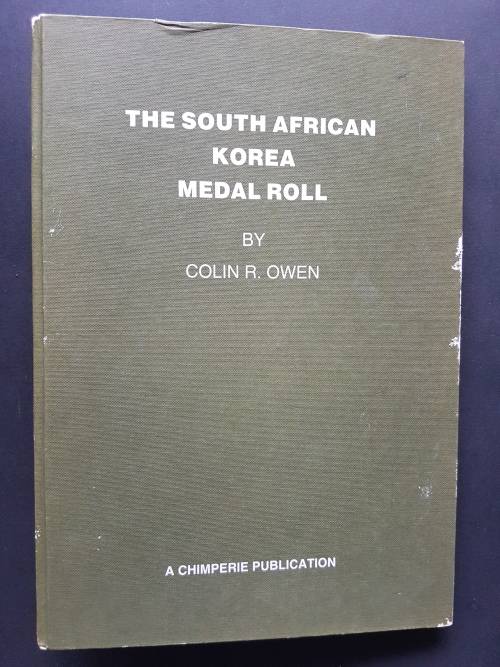 THE SOUTH AFRICAN
KOREA
MEDAL ROLL
BY
COLIN R. OWEN
A CHIMPERIE PUBLICATION